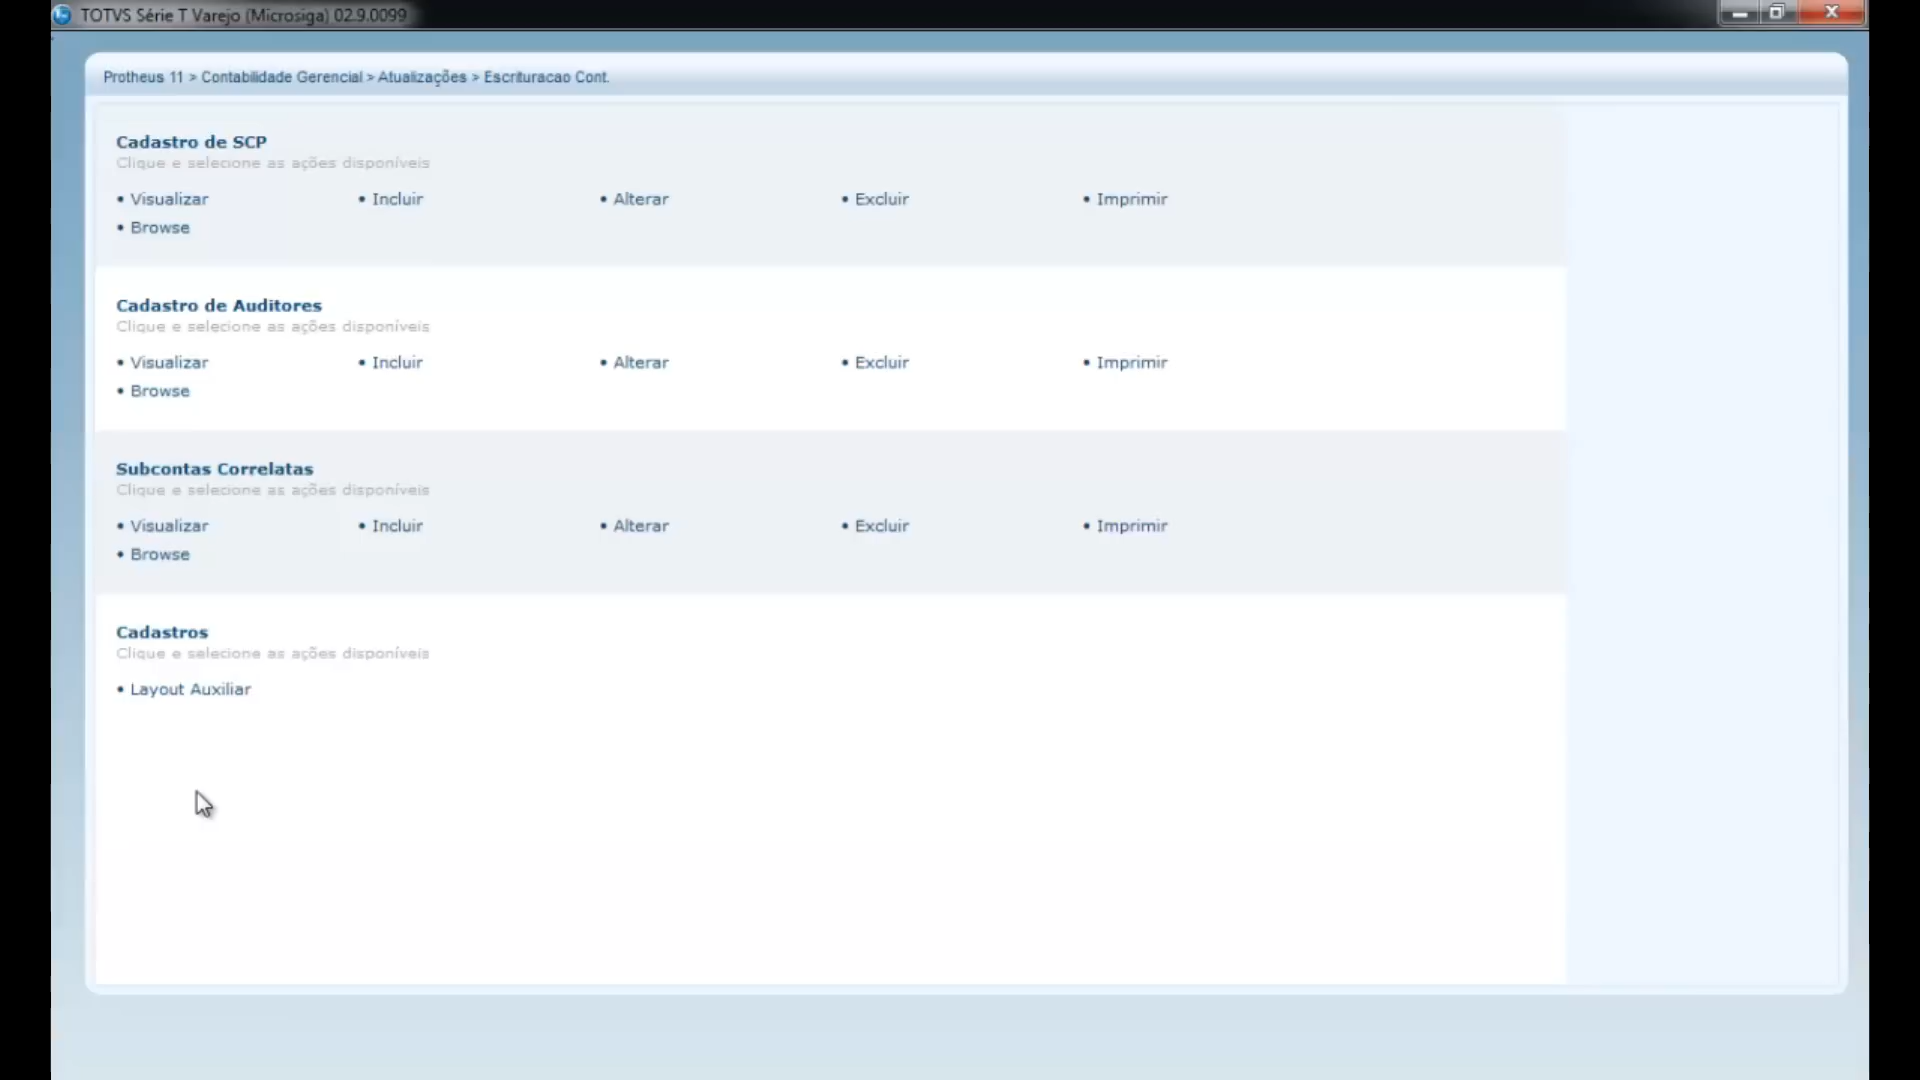 TOTVS Série T Varejo (Microsiga) 02.9.0099
Protheus 11 > Contabilidade Gerencial > Atualizações > Escrituracao Cont.
Cadastro de SCP
Clique e selecione as ações disponíveis
• Visualizar • Incluir • Alterar • Excluir • Imprimir
• Browse
Cadastro de Auditores
Clique e selecione as ações disponíveis
• Visualizar • Incluir • Alterar • Excluir • Imprimir
• Browse
Subcontas Correlatas
Clique e selecione as ações disponíveis
• Visualizar • Incluir • Alterar • Excluir • Imprimir
• Browse
Cadastros
Clique e selecione as ações disponíveis
• Layout Auxiliar